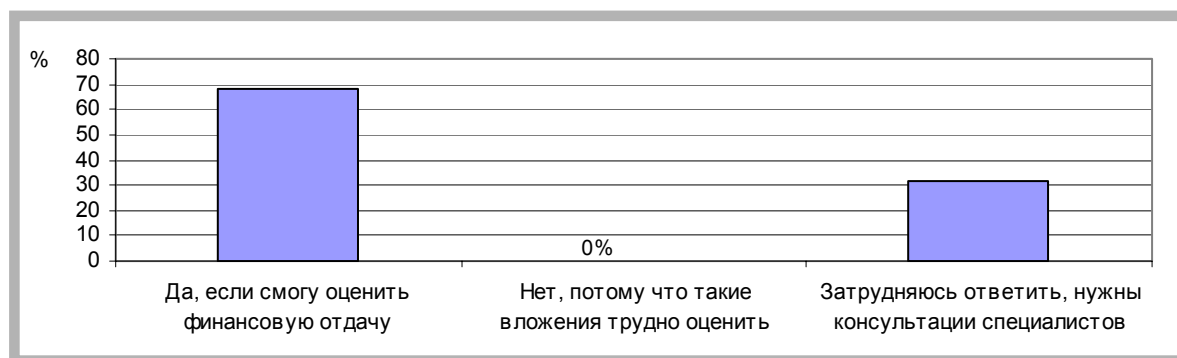 %
80
70
60
50
40
30
20
10
0
0%
Да, если смогу оценить
финансовую отдачу
Нет, потому что такие
вложения трудно оценить
Затрудняюсь ответить, нужны
консультации специалистов